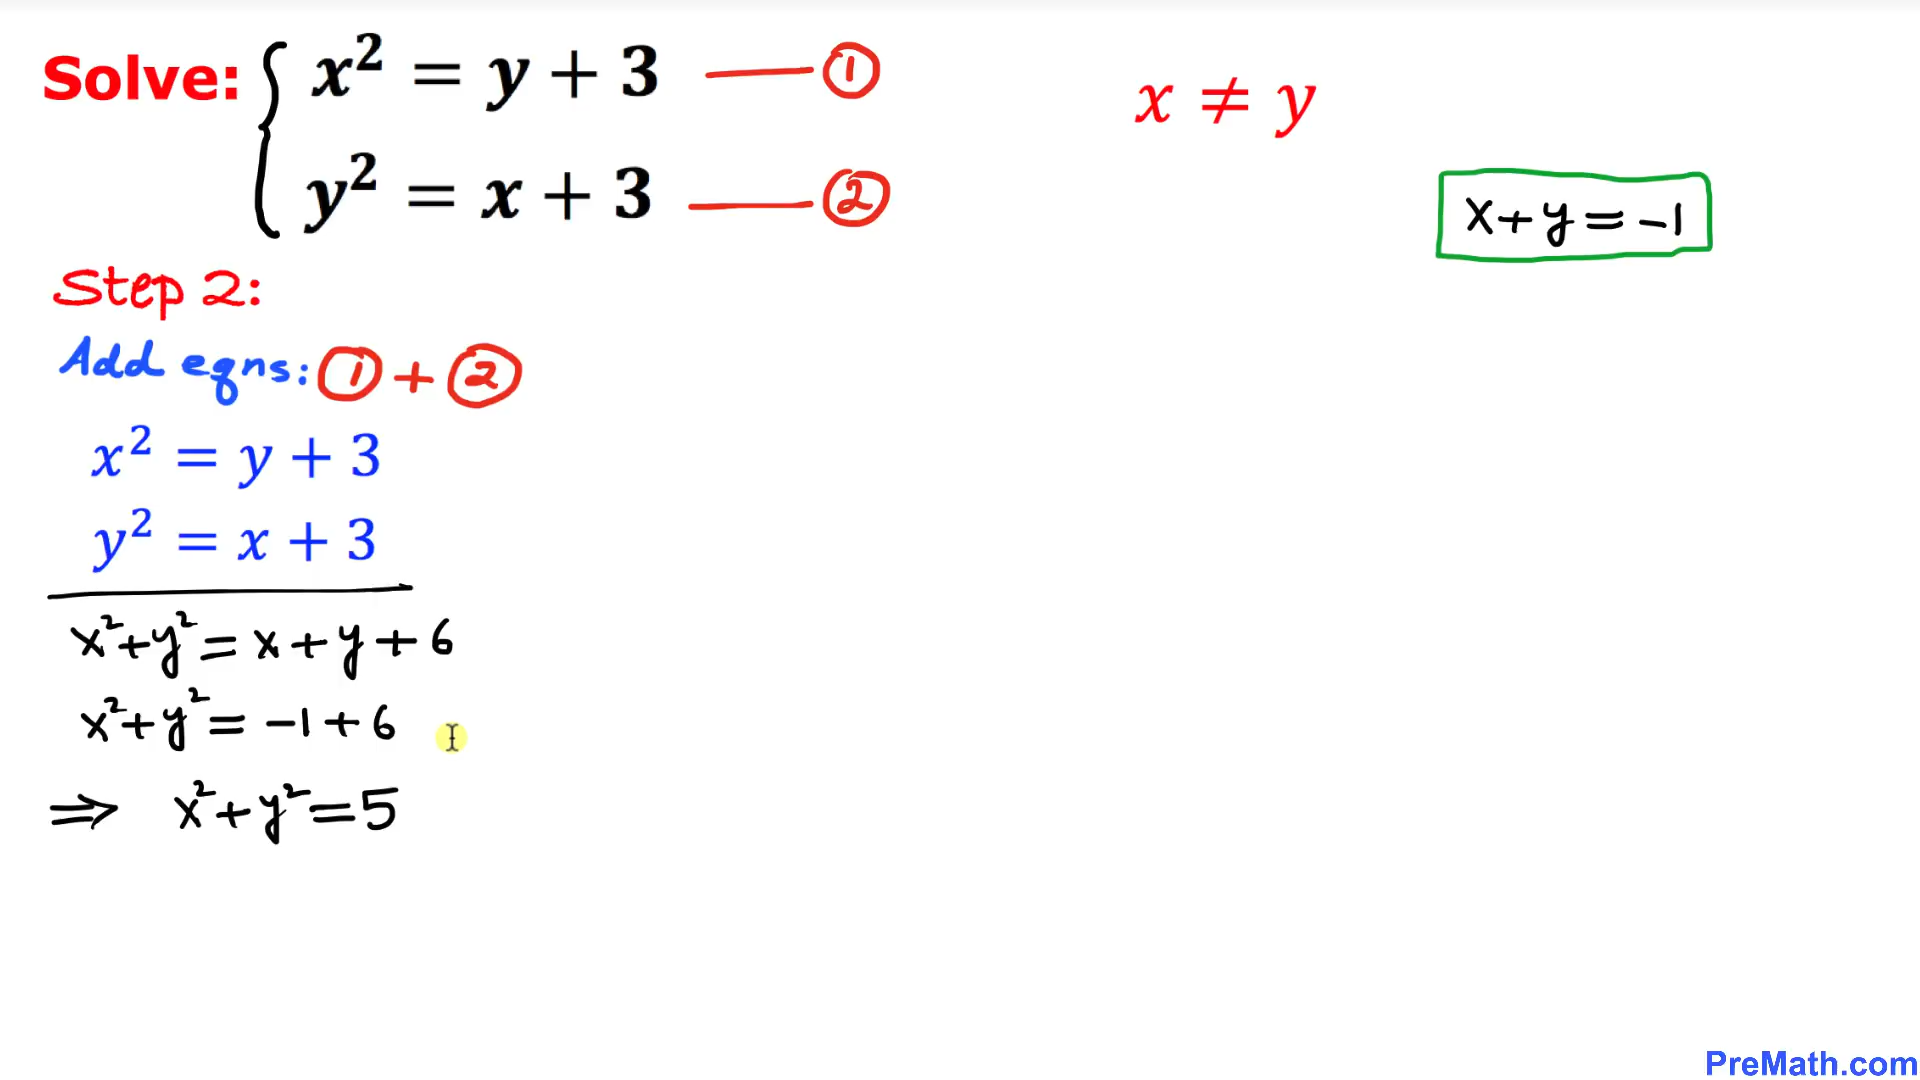 Solve: { x² = y + 3 —— ①
y² = x + 3 —— ②
x ≠ y
x+y=-1
Step 2:
Add eqns: ① + ②
x² = y + 3
y² = x + 3
x²+y²=x+y+6
x²+y²=-1+6
⇒ x²+y²=5
PreMath.com